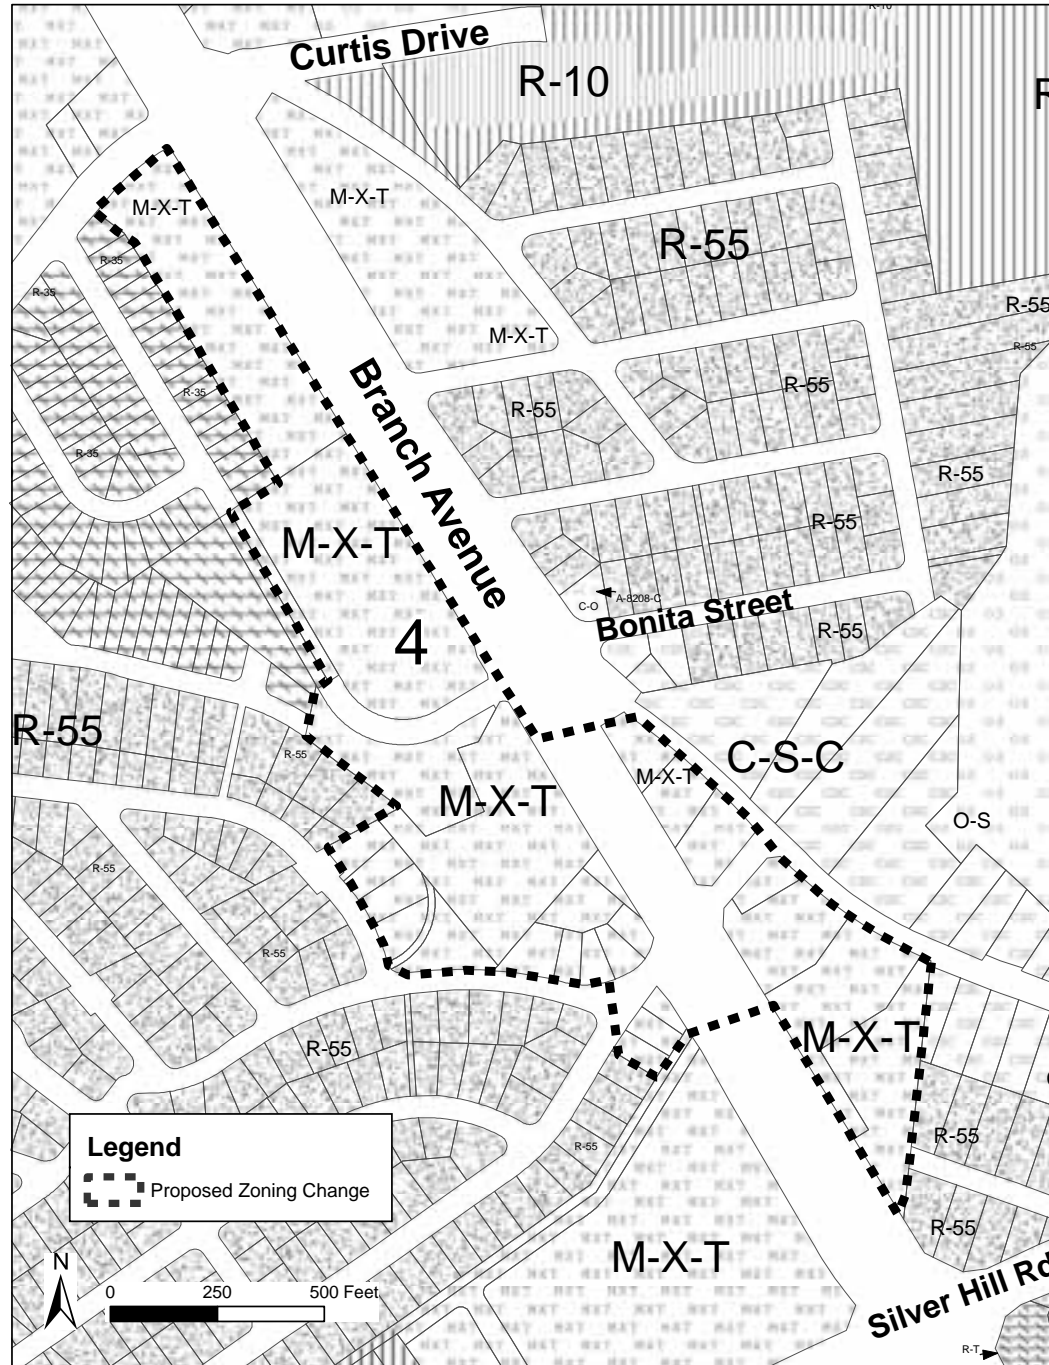 R-10
Curtis Drive
R-10
R
M-X-T
M-X-T
R-55
R-35
R-35
R-55
M-X-T
R-55
Branch Avenue
R-55
R-35
R-55
R-35
R-55
R-55
M-X-T
C-O
A-8208-C
Bonita Street
4
R-55
R-55
R-55
C-S-C
M-X-T
M-X-T
O-S
R-55
R-55
M-X-T
R-55
R-55
R-55
Legend
Proposed Zoning Change
R-55
M-X-T
N
0 250 500 Feet
Silver Hill Rd
R-T